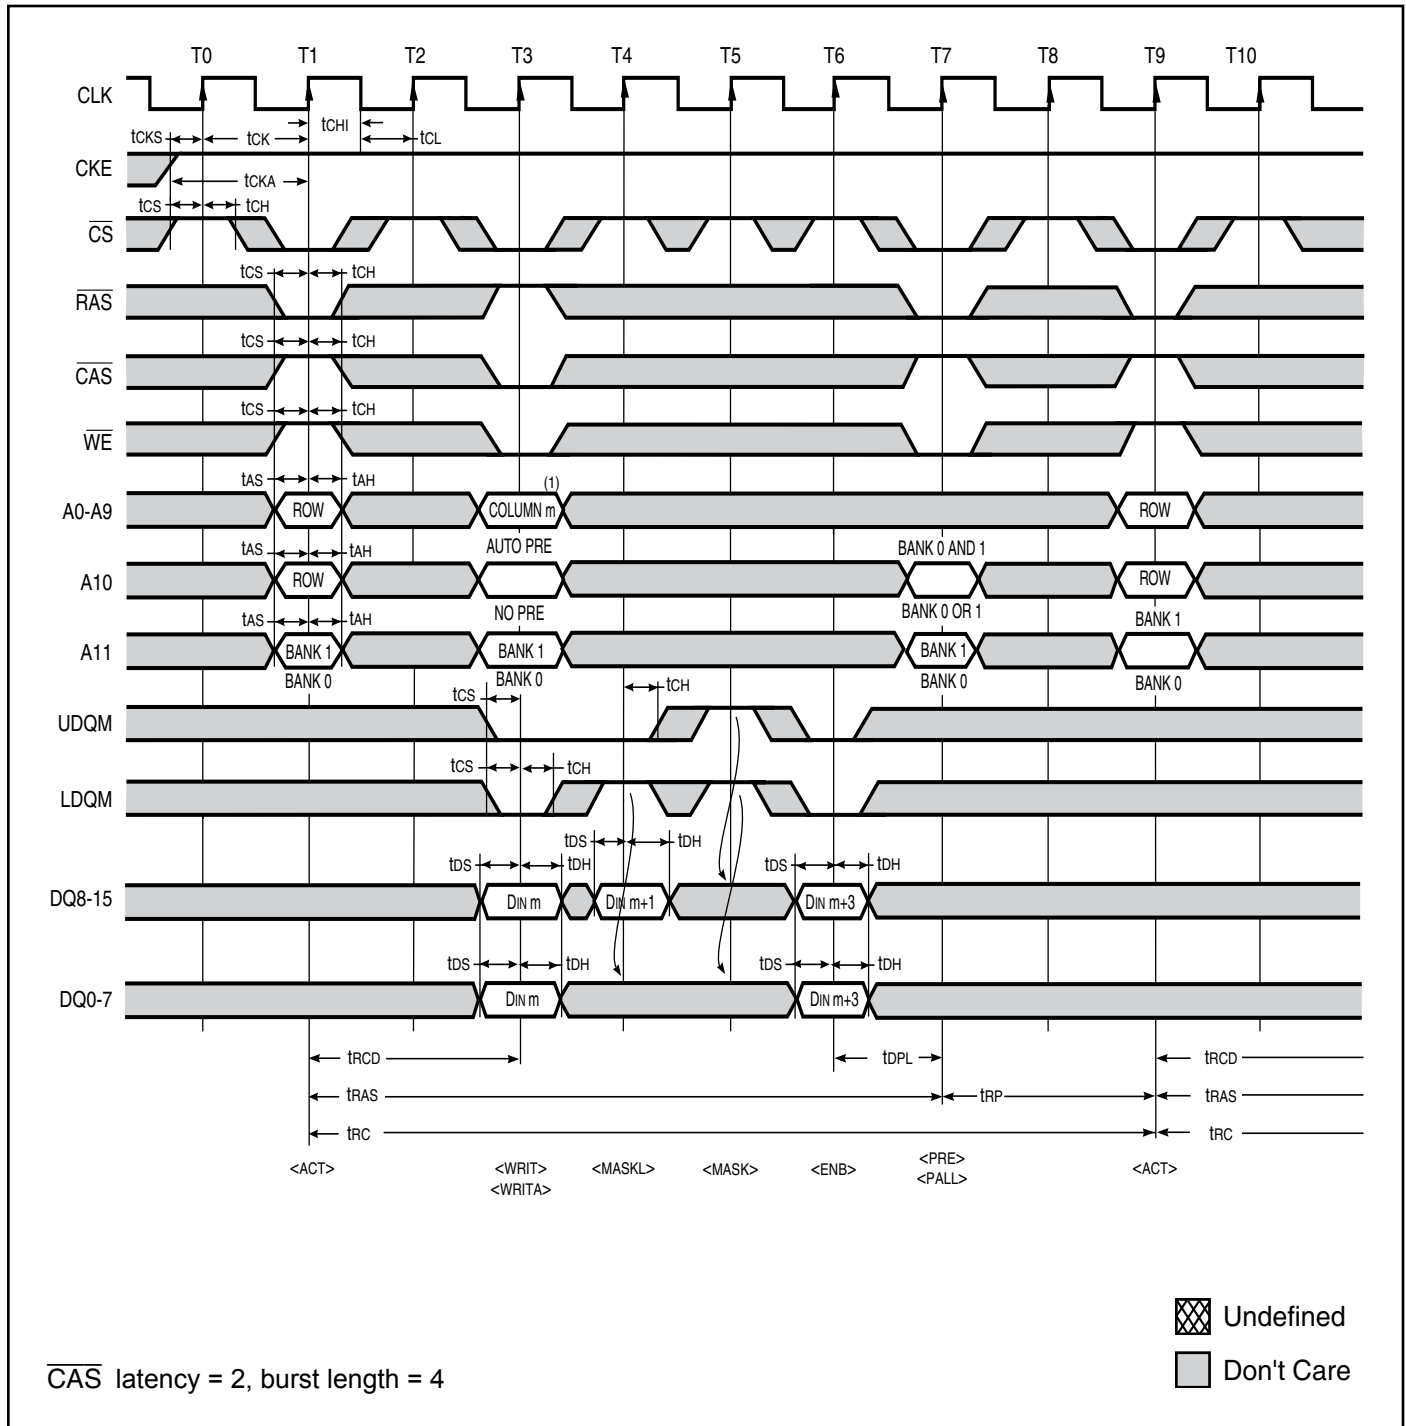 T0 T1 T2 T3 T4 T5 T6 T7 T8 T9 T10
CLK
tCHI
tCKS tCK tCL
CKE
tCKA
tCS tCH
CS
tCS tCH
RAS
tCS tCH
CAS
tCS tCH
WE
tAS tAH (1)
A0-A9 ROW COLUMN m ROW
tAS tAH AUTO PRE BANK 0 AND 1
A10 ROW ROW
NO PRE BANK 0 OR 1 BANK 1
tAS tAH
A11 BANK 1 BANK 1 BANK 1
BANK 0 BANK 0 BANK 0 BANK 0
tCS tCH
UDQM
tCS tCH
LDQM
tDS tDH
tDS tDH tDS tDH
DQ8-15 DIN m DIN m+1 DIN m+3
tDS tDH tDS tDH
DQ0-7 DIN m DIN m+3
tRCD tDPL tRCD
tRAS tRP tRAS
tRC tRC
<ACT> <WRIT> <MASKL> <MASK> <ENB> <PRE> <ACT>
<WRITA> <PALL>
Undefined
Don't Care
CAS latency = 2, burst length = 4